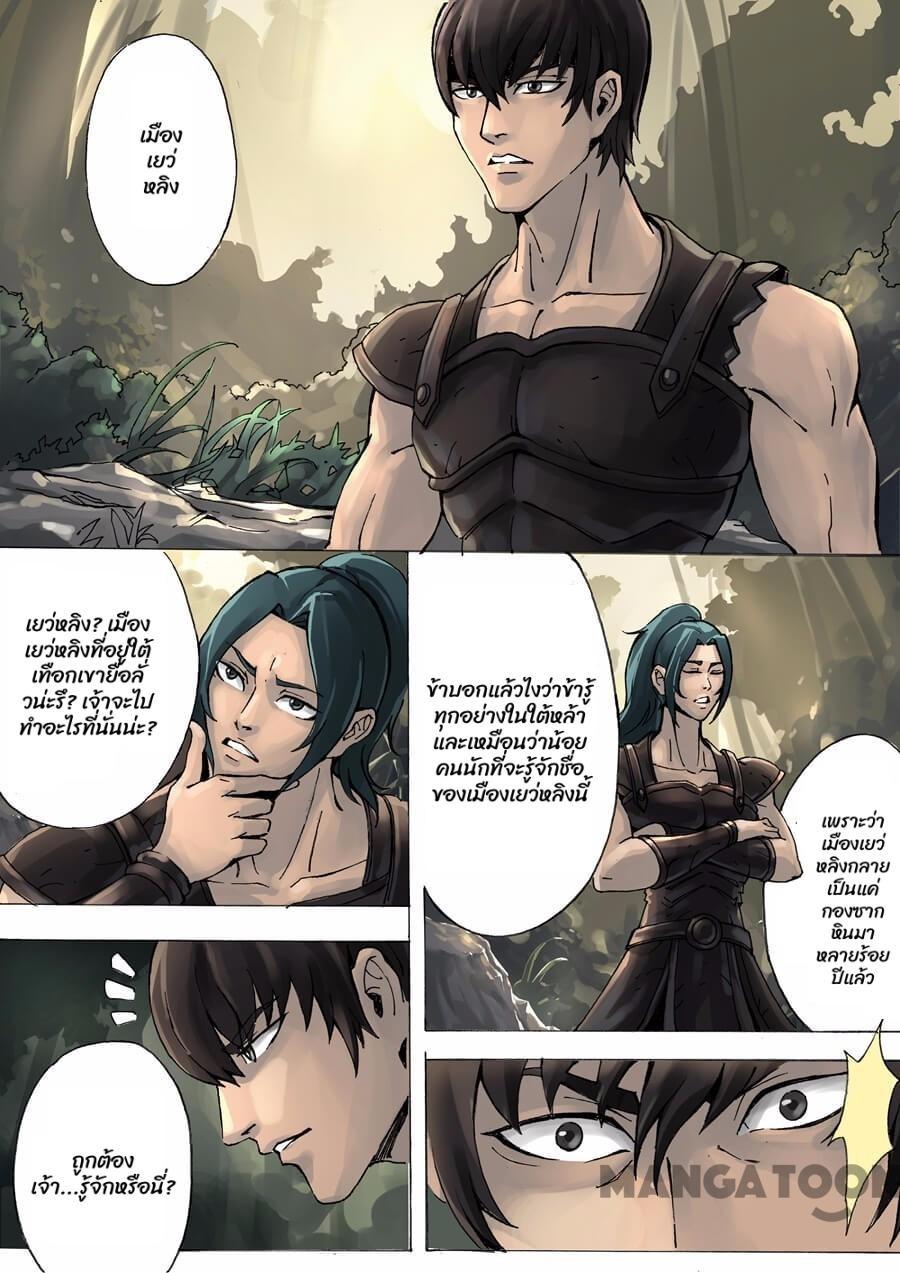 เมือง
เยว่
หลิง
เยว่หลิง? เมือง
เยว่หลิงที่อยู่ใต้
เทือกเขายือลั่
วน่ะรึ? เจ้าจะไป
ทำอะไรที่นั่นน่ะ?
ถูกต้อง
เจ้า...รู้จักหรือนี่?
ข้าบอกแล้วไงว่าข้ารู้
ทุกอย่างในใต้หล้า
และเหมือนว่าน้อย
คนนักที่จะรู้จักชื่อ
ของเมืองเยว่หลิงนี้
เพราะว่า
เมืองเยว่
หลิงกลาย
เป็นแค่
กองซาก
หินมา
หลายร้อย
ปีแล้ว
MANGATOON